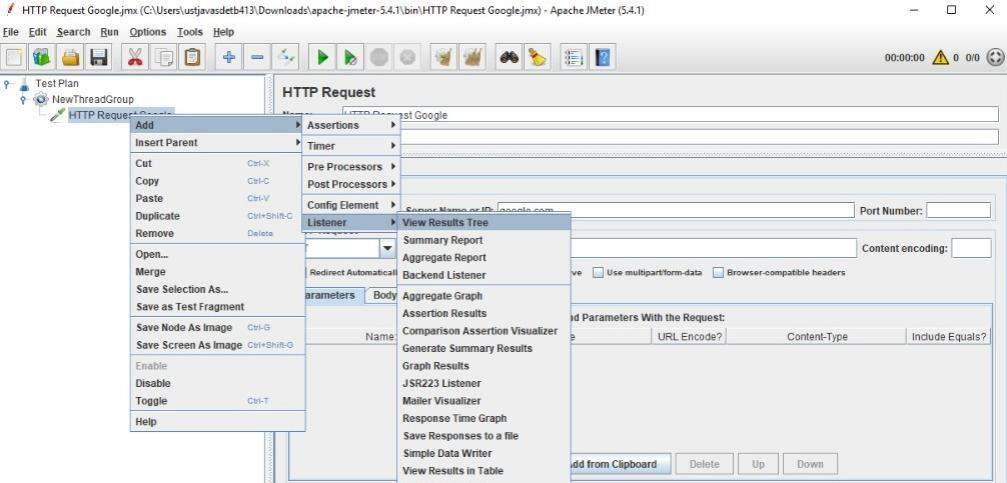 HTTP Request Google.jmx (C:\Users\ustjavasdetb413\Downloads\apache-jmeter-5.4.1\bin\HTTP Request Google.jmx) - Apache JMeter (5.4.1)
File Edit Search Run Options Tools Help
00:00:00 0 0/0
Test Plan
NewThreadGroup
HTTP Request Google
HTTP Request
Name: HTTP Request Google
Add
Insert Parent
Cut Ctrl-X
Copy Ctrl-C
Paste Ctrl-V
Duplicate Ctrl+Shift-C
Remove Delete
Open...
Merge
Save Selection As...
Save as Test Fragment
Save Node As Image Ctrl-G
Save Screen As Image Ctrl+Shift-G
Enable
Disable
Toggle Ctrl-T
Help
Assertions
Timer
Pre Processors
Post Processors
Config Element
Listener
View Results Tree
Summary Report
Aggregate Report
Backend Listener
Aggregate Graph
Assertion Results
Comparison Assertion Visualizer
Generate Summary Results
Graph Results
JSR223 Listener
Mailer Visualizer
Response Time Graph
Save Responses to a file
Simple Data Writer
View Results in Table
Server Name or IP: google.com Port Number:
Content encoding:
Redirect Automatically Use multipart/form-data Browser-compatible headers
Parameters Body
Parameters With the Request:
Name: URL Encode? Content-Type Include Equals?
Add from Clipboard Delete Up Down